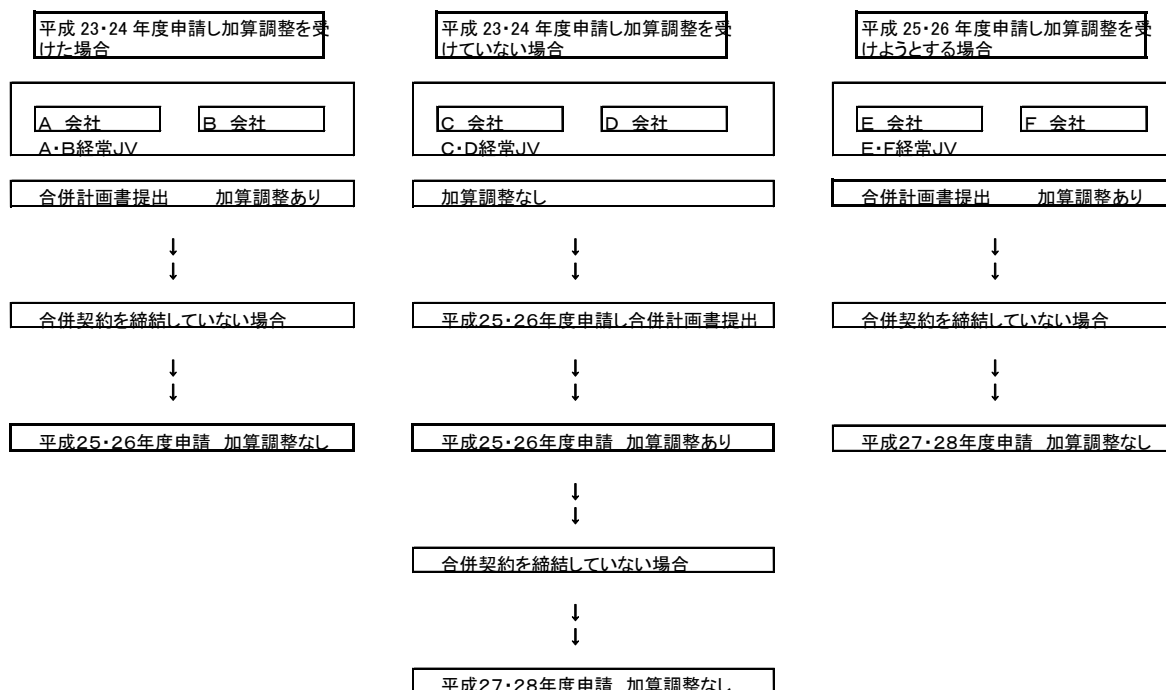 平成 23・24 年度申請し加算調整を受
けた場合
A 会社
B 会社
A・B経常JV
合併計画書提出 加算調整あり
↓
↓
合併契約を締結していない場合
↓
↓
平成25・26年度申請 加算調整なし
平成 23・24 年度申請し加算調整を受
けていない場合
C 会社
D 会社
C・D経常JV
加算調整なし
↓
↓
平成25・26年度申請し合併計画書提出
↓
↓
平成25・26年度申請 加算調整あり
↓
↓
合併契約を締結していない場合
↓
↓
平成27・28年度申請 加算調整なし
平成 25・26 年度申請し加算調整を受
けようとする場合
E 会社
F 会社
E・F経常JV
合併計画書提出 加算調整あり
↓
↓
合併契約を締結していない場合
↓
↓
平成27・28年度申請 加算調整なし